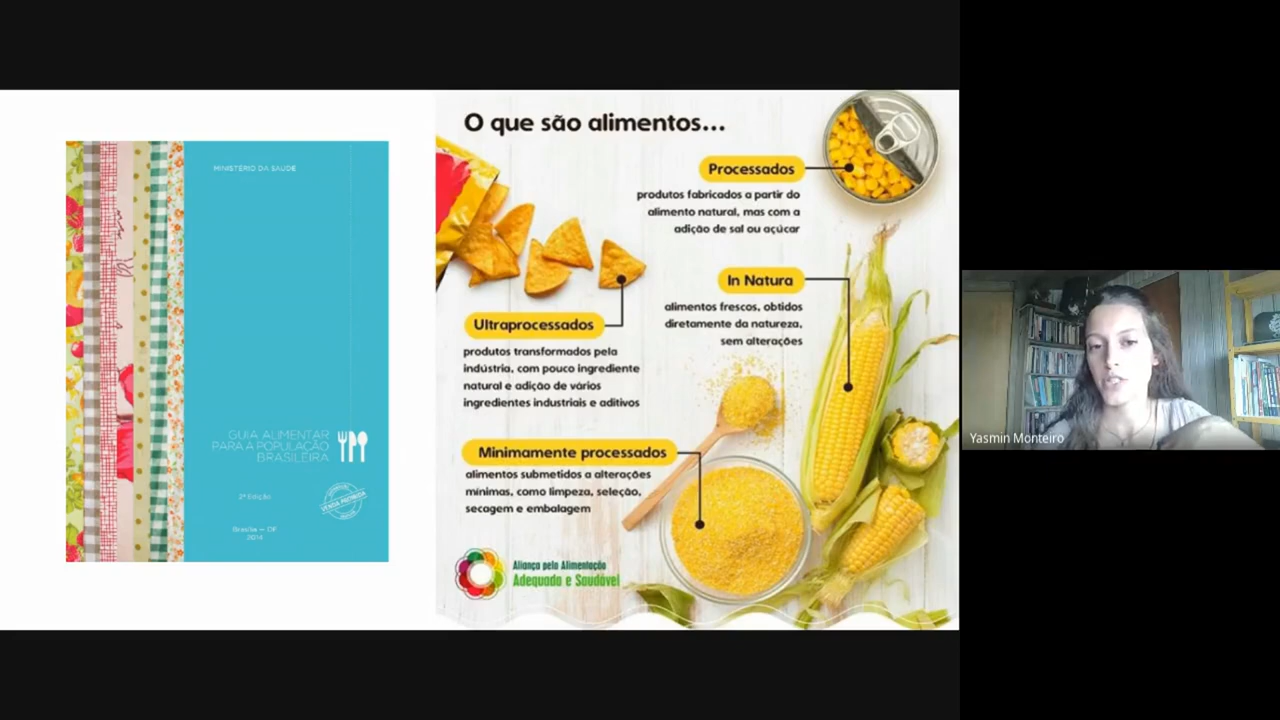 MINISTÉRIO DA SAÚDE
GUIA ALIMENTAR
PARA A POPULAÇÃO
BRASILEIRA
2ª Edição
VENDA PROIBIDA
Brasília – DF
2014
O que são alimentos...
Processados
produtos fabricados a partir do
alimento natural, mas com a
adição de sal ou açúcar
In Natura
alimentos frescos, obtidos
diretamente da natureza,
sem alterações
Ultraprocessados
produtos transformados pela
indústria, com pouco ingrediente
natural e adição de vários
ingredientes industriais e aditivos
Minimamente processados
alimentos submetidos a alterações
mínimas, como limpeza, seleção,
secagem e embalagem
Aliança pela Alimentação
Adequada e Saudável
Yasmin Monteiro